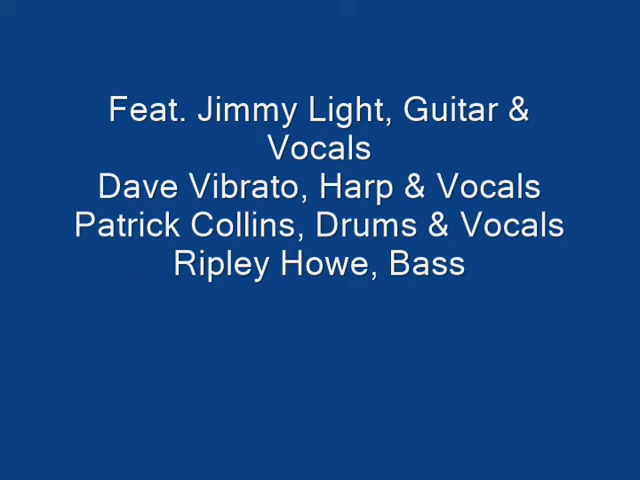 Feat. Jimmy Light, Guitar &
Vocals
Dave Vibrato, Harp & Vocals
Patrick Collins, Drums & Vocals
Ripley Howe, Bass